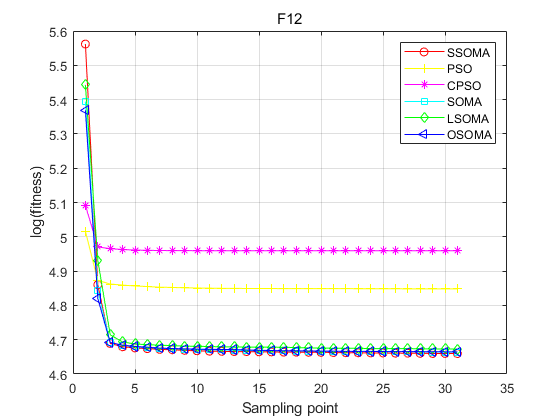 F12
5.6
5.5
5.4
5.3
5.2
5.1
5
4.9
4.8
4.7
4.6
log(fitness)
SSOMA
PSO
CPSO
SOMA
LSOMA
OSOMA
0 5 10 15 20 25 30 35
Sampling point